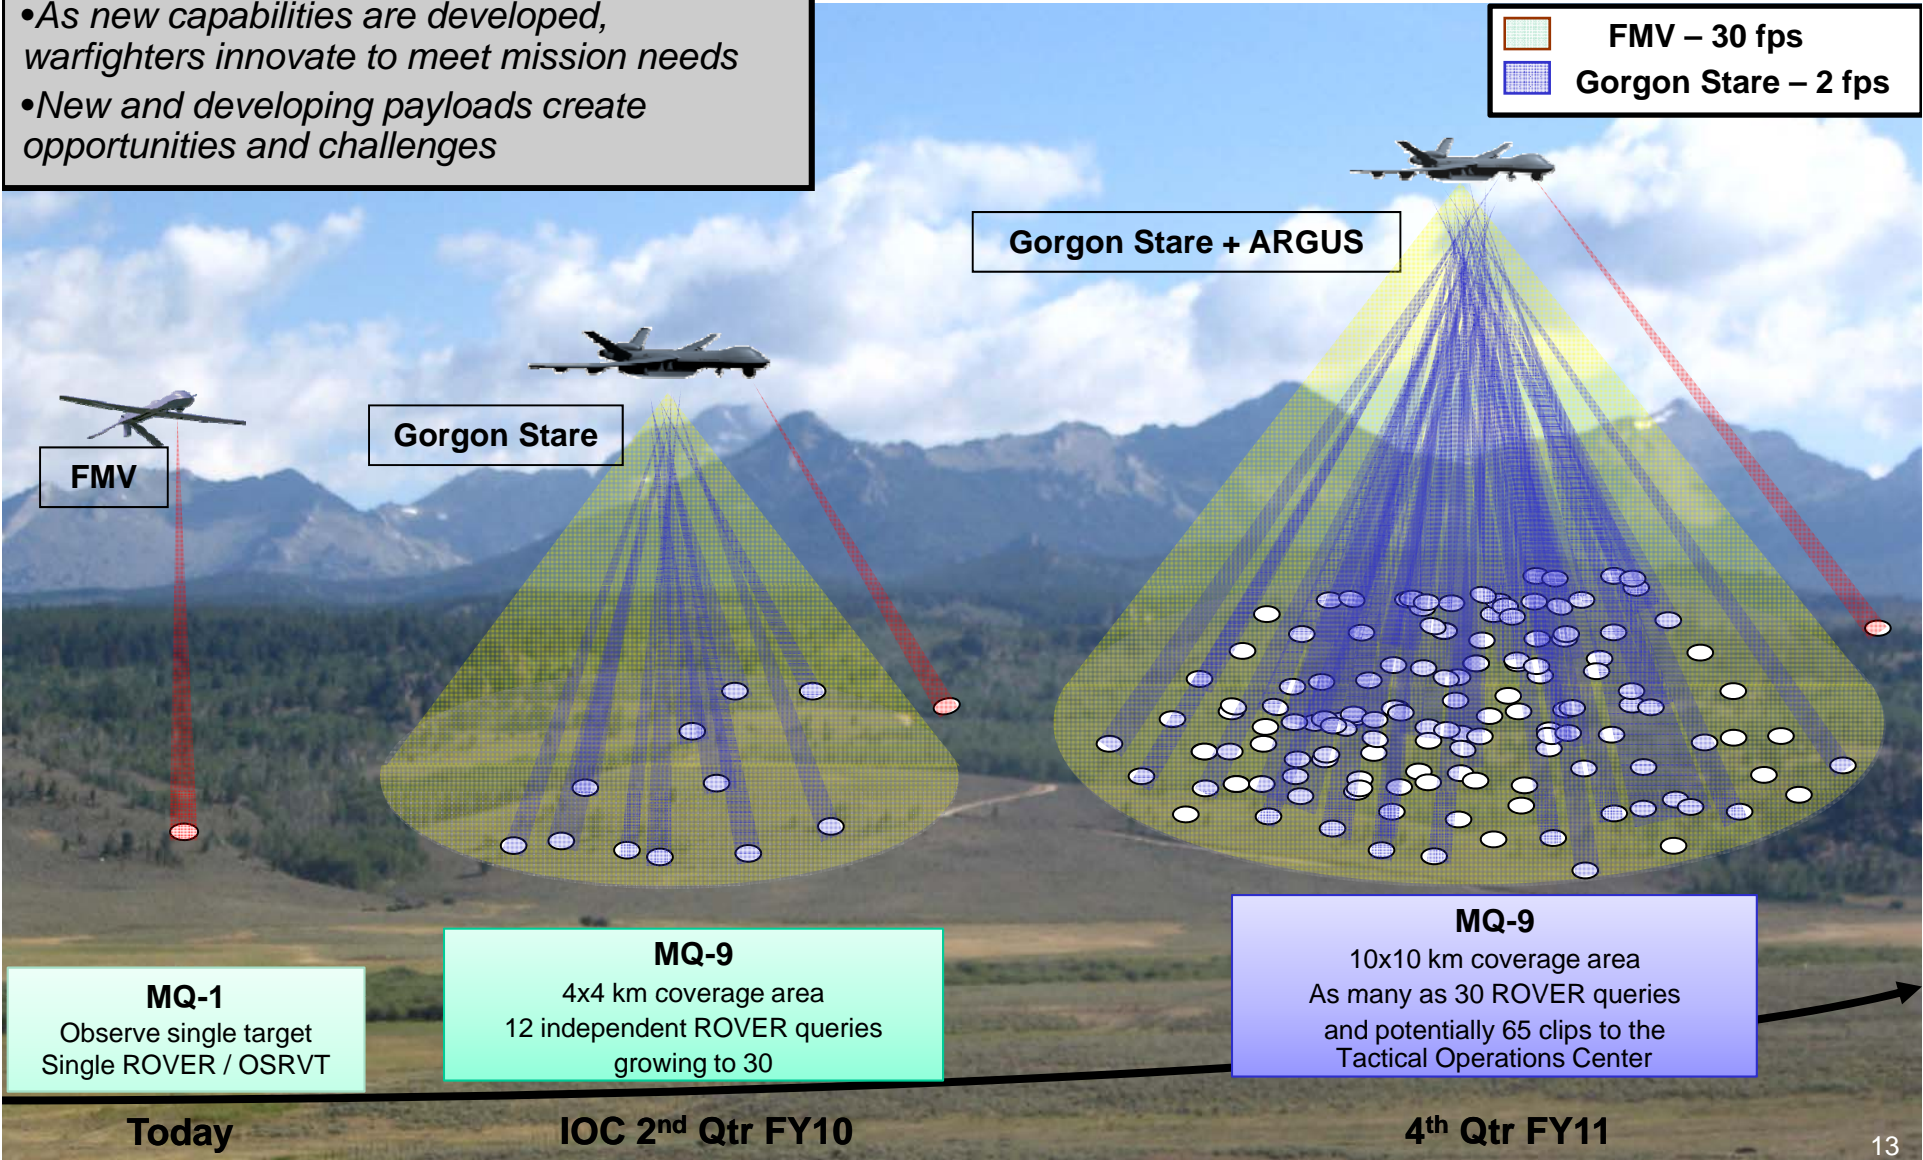 •As new capabilities are developed,
warfighters innovate to meet mission needs
•New and developing payloads create
opportunities and challenges
FMV – 30 fps
Gorgon Stare – 2 fps
Gorgon Stare + ARGUS
Gorgon Stare
FMV
MQ-1
Observe single target
Single ROVER / OSRVT
MQ-9
4x4 km coverage area
12 independent ROVER queries
growing to 30
MQ-9
10x10 km coverage area
As many as 30 ROVER queries
and potentially 65 clips to the
Tactical Operations Center
Today
IOC 2nd Qtr FY10
4th Qtr FY11
13